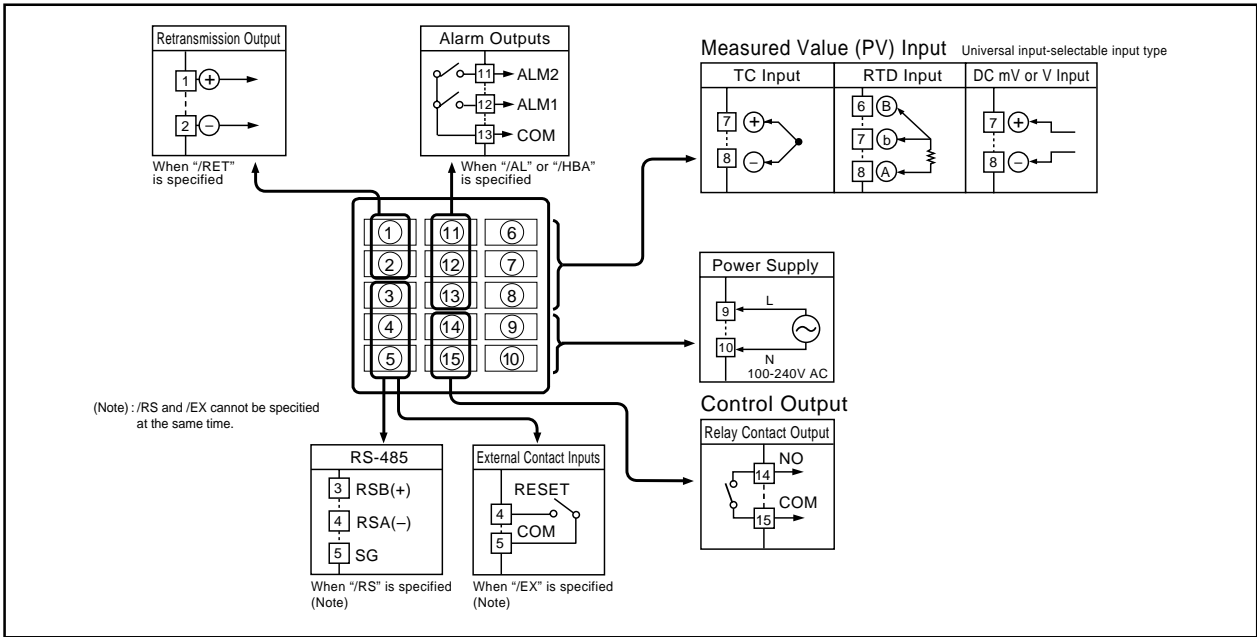 Retransmission Output
1 +
2 −
When “/RET”
is specified
Alarm Outputs
11 ALM2
12 ALM1
13 COM
When “/AL” or “/HBA”
is specified
Measured Value (PV) Input Universal input-selectable input type
TC Input
7 +
8 −
RTD Input
6 B
7 b
8 A
DC mV or V Input
7 +
8 −
1 11 6
2 12 7
3 13 8
4 14 9
5 15 10
Power Supply
L
9
10
N
100-240V AC
(Note) : /RS and /EX cannot be specitied
at the same time.
Control Output
Relay Contact Output
NO
14
COM
15
RS-485
3 RSB(+)
4 RSA(–)
5 SG
When “/RS” is specified
(Note)
External Contact Inputs
RESET
4
COM
5
When “/EX” is specified
(Note)